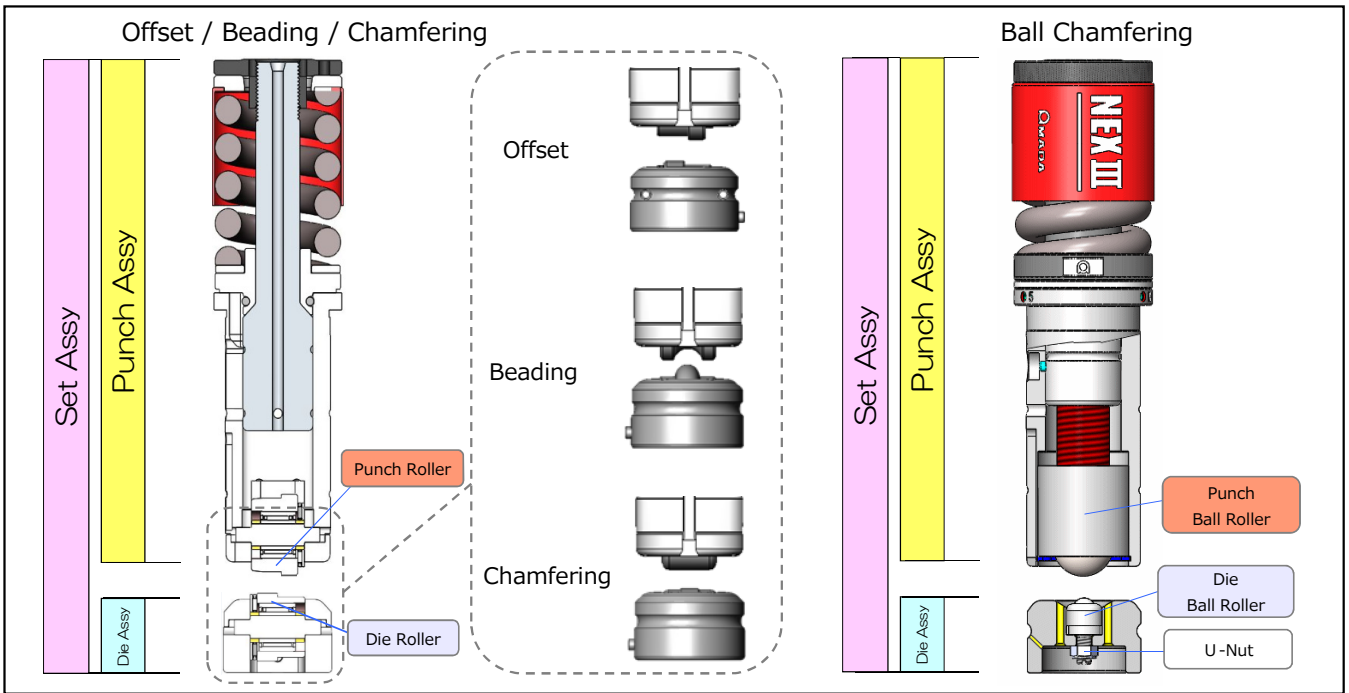 Offset / Beading / Chamfering
Ball Chamfering
Set Assy
Punch Assy
Die Assy
Punch Roller
Die Roller
Offset
Beading
Chamfering
Set Assy
Punch Assy
Die Assy
NEX III
AMADA
5
Punch
Ball Roller
Die
Ball Roller
U-Nut